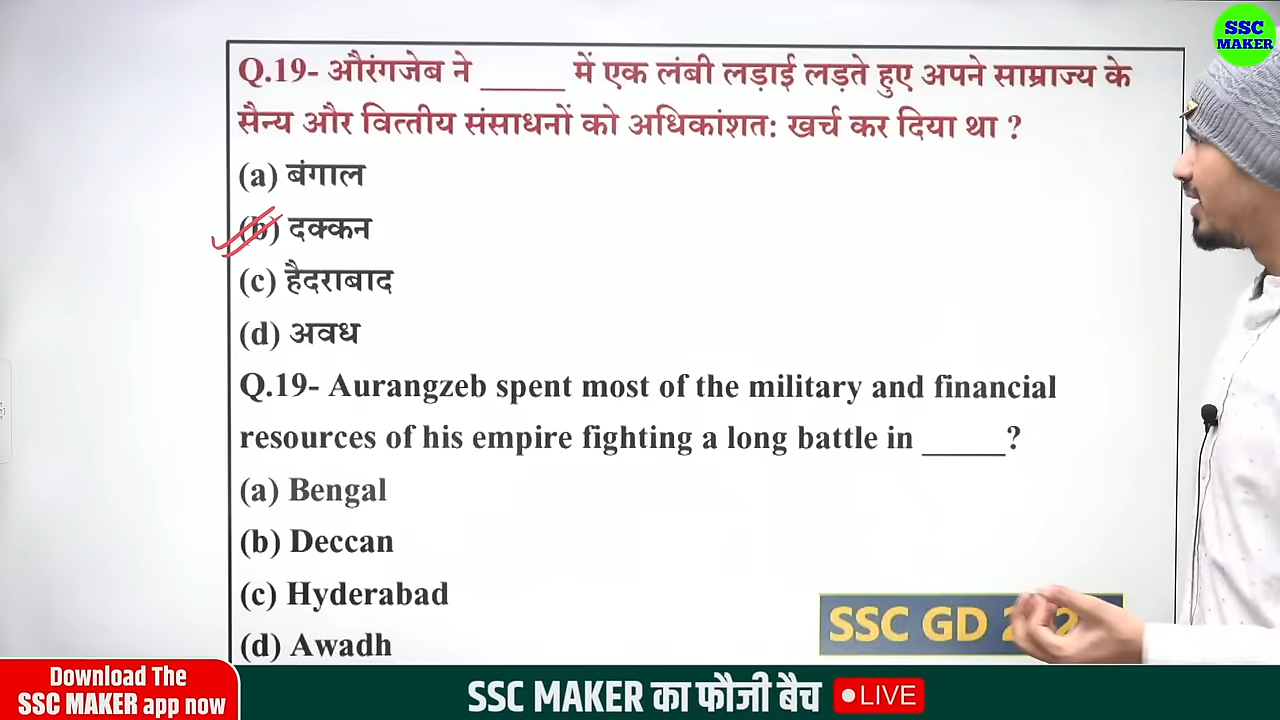 SSC
MAKER
Q.19- औरंगजेब ने _____ में एक लंबी लड़ाई लड़ते हुए अपने साम्राज्य के
सैन्य और वित्तीय संसाधनों को अधिकांशत: खर्च कर दिया था ?
(a) बंगाल
(b) दक्कन
(c) हैदराबाद
(d) अवध
Q.19- Aurangzeb spent most of the military and financial
resources of his empire fighting a long battle in _____?
(a) Bengal
(b) Deccan
(c) Hyderabad
(d) Awadh
SSC GD
Download The
SSC MAKER app now
SSC MAKER का फौजी बैच
LIVE